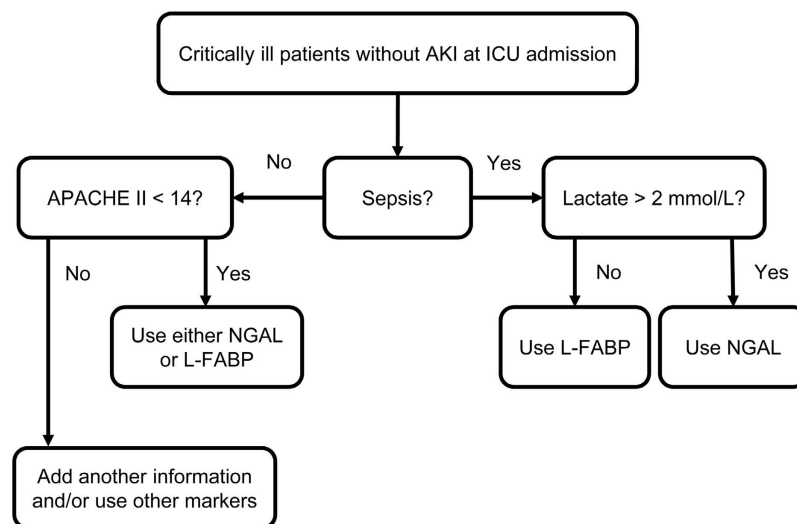 Critically ill patients without AKI at ICU admission
No
Yes
APACHE II < 14?
Sepsis?
Lactate > 2 mmol/L?
No
Yes
No
Yes
Use either NGAL
or L-FABP
Use L-FABP
Use NGAL
Add another information
and/or use other markers